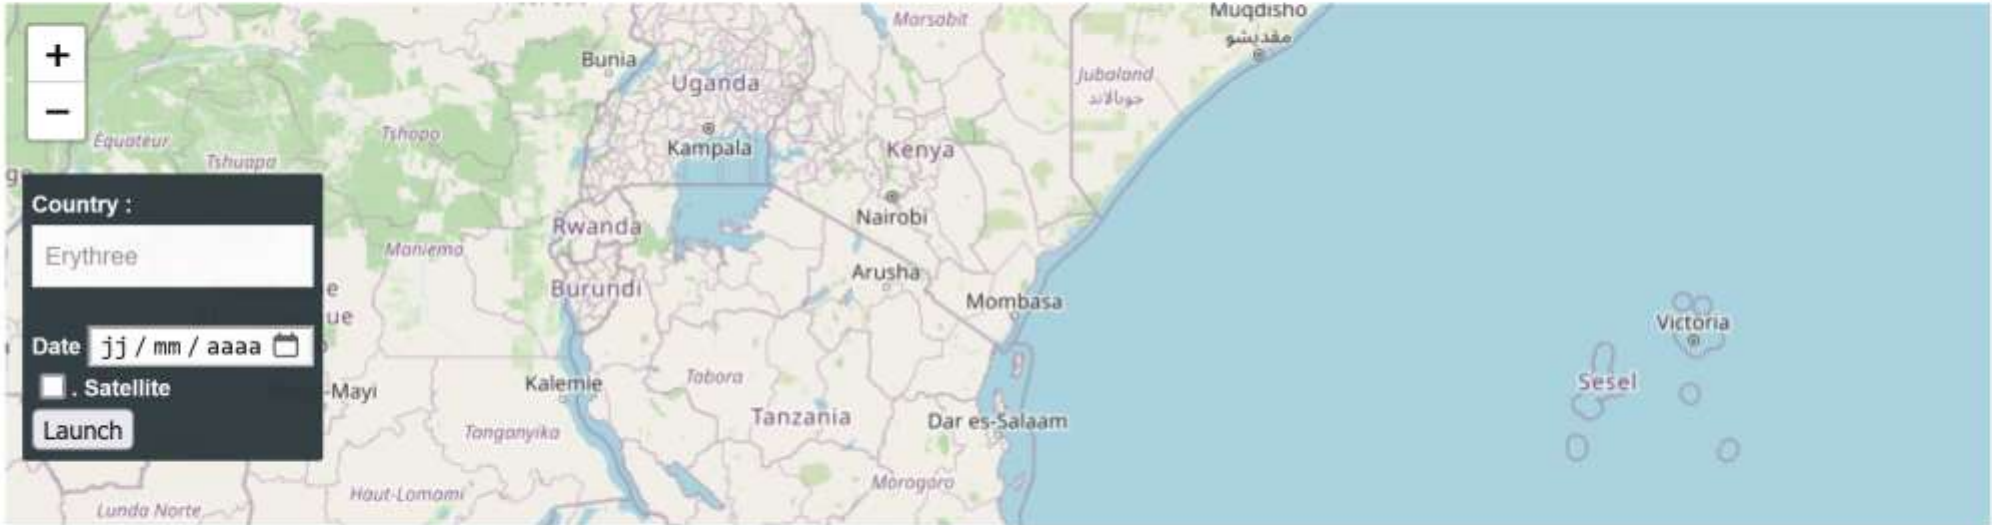 Muqdisho
مقديشو
Marsabit
+
Bunia
Uganda
Jubaland
جوبالاند
−
Équateur
Tshopo
Kampala
Kenya
Tshuapa
Country :
Nairobi
Rwanda
Erythree
Maniema
Arusha
Burundi
Mombasa
Victoria
Date jj / mm / aaaa
Sesel
. Satellite
-Mayi
Kalemie
Tabora
Tanzania
Dar es-Salaam
Launch
Tanganyika
Morogoro
Haut-Lomami
Lunda Norte